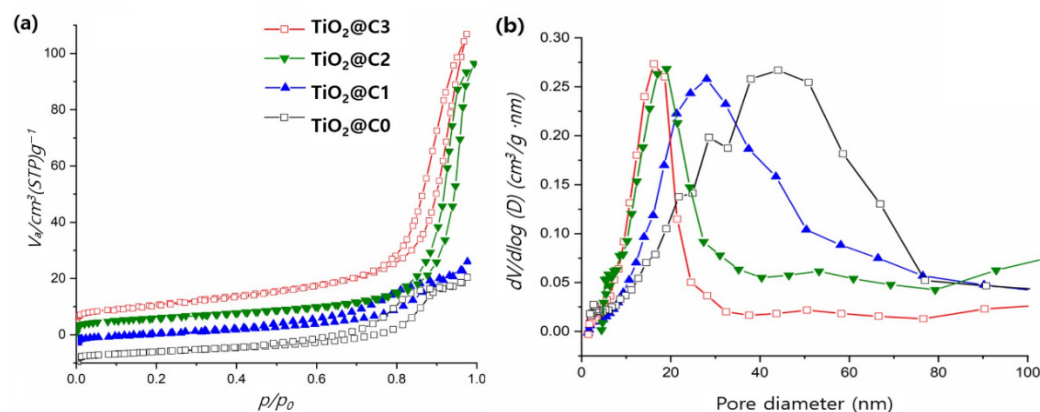 (a)
TiO₂@C3
TiO₂@C2
TiO₂@C1
TiO₂@C0
100
80
60
40
20
0
Vₐ/cm³(STP)g⁻¹
0.0 0.2 0.4 0.6 0.8 1.0
p/p₀
(b)
0.30
0.25
0.20
0.15
0.10
0.05
0.00
dV/dlog (D) (cm³/g ·nm)
0 20 40 60 80 100
Pore diameter (nm)